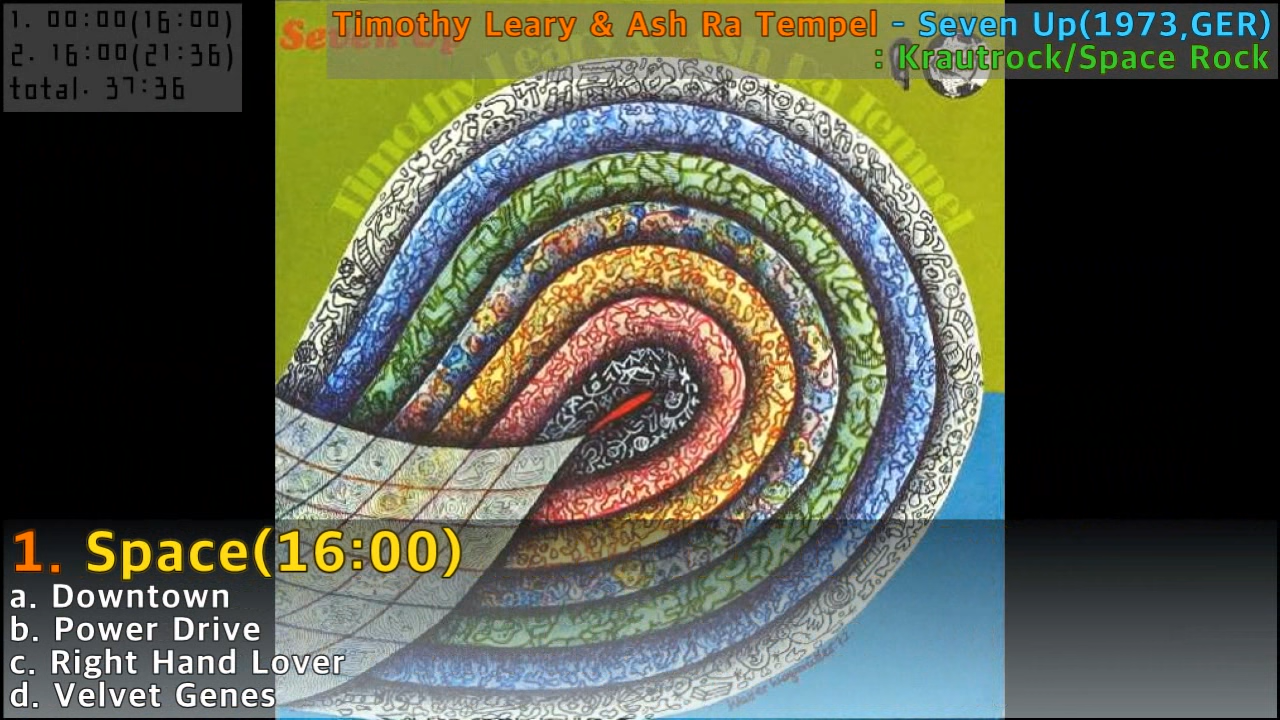 1. 00:00(16:00)
2. 16:00(21:36)
total. 37:36
Timothy Leary & Ash Ra Tempel - Seven Up(1973,GER)
: Krautrock/Space Rock
Seven Up
Timothy Leary & Ash Ra Tempel
1. Space(16:00)
a. Downtown
b. Power Drive
c. Right Hand Lover
d. Velvet Genes